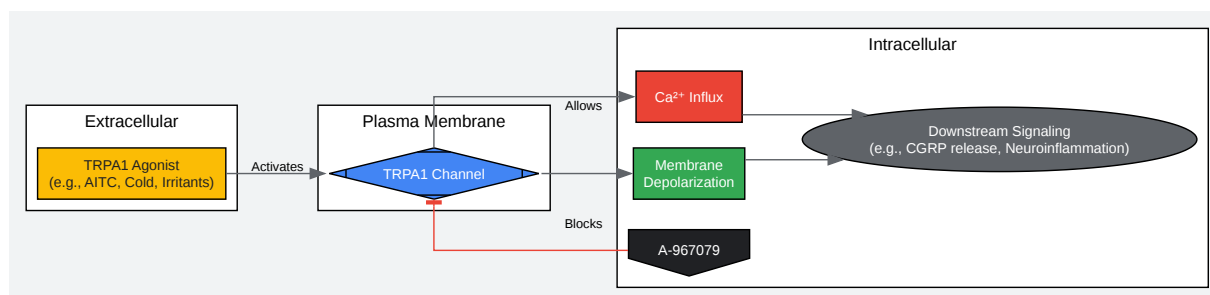 Extracellular
TRPA1 Agonist
(e.g., AITC, Cold, Irritants)
Activates
Plasma Membrane
TRPA1 Channel
Allows
Blocks
Intracellular
Ca²⁺ Influx
Membrane
Depolarization
A-967079
Downstream Signaling
(e.g., CGRP release, Neuroinflammation)